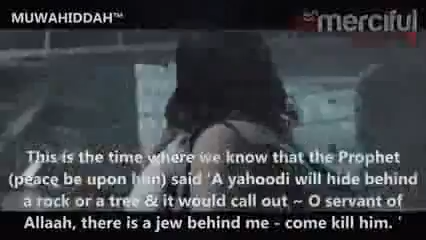 MUWAHIDDAH™
merciful
This is the time where we know that the Prophet
(peace be upon him) said 'A yahoodi will hide behind
a rock or a tree & it would call out ~ O servant of
Allaah, there is a jew behind me - come kill him. '